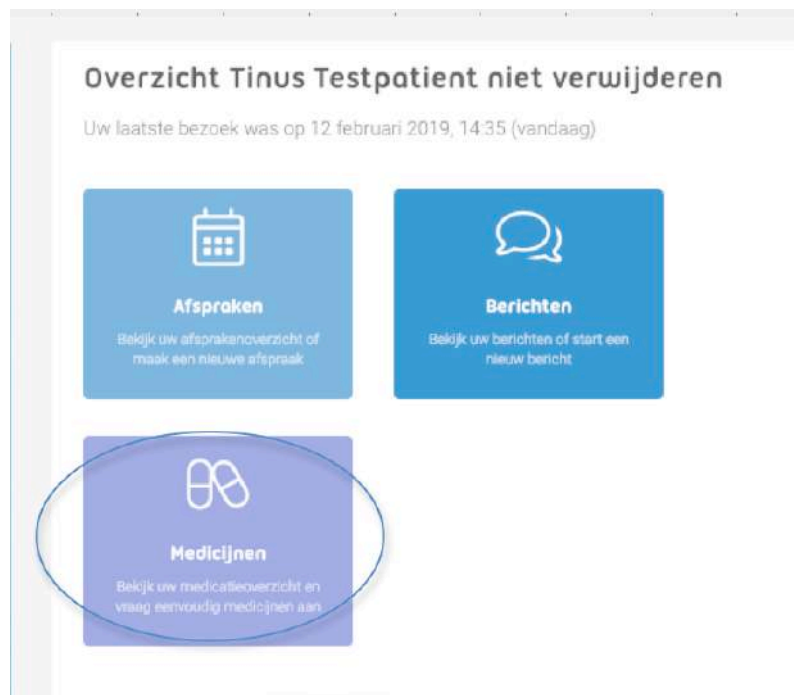 Overzicht Tinus Testpatient niet verwijderen
Uw laatste bezoek was op 12 februari 2019, 14:35 (vandaag)
Afspraken
Bekijk uw afsprakenoverzicht of
maak een nieuwe afspraak
Berichten
Bekijk uw berichten of start een
nieuw bericht
Medicijnen
Bekijk uw medicatieoverzicht en
vraag eenvoudig medicijnen aan